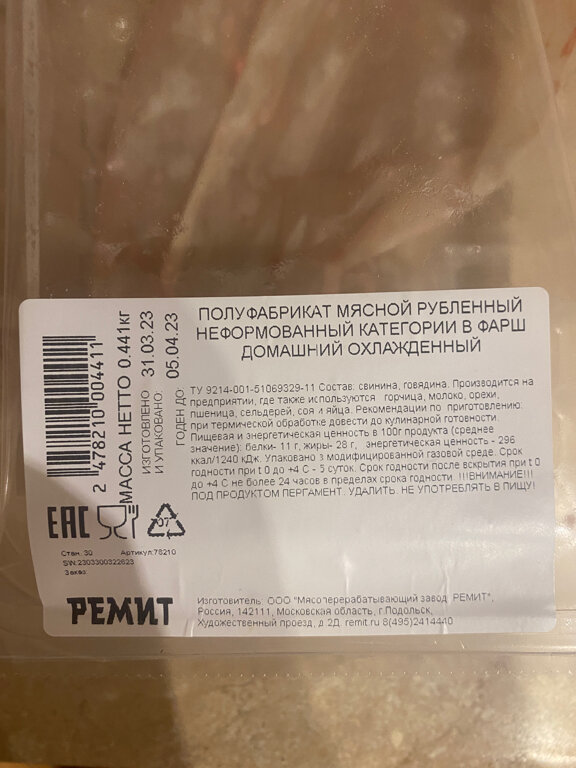 ПОЛУФАБРИКАТ МЯСНОЙ РУБЛЕННЫЙ
НЕФОРМОВАННЫЙ КАТЕГОРИИ В ФАРШ
ДОМАШНИЙ ОХЛАЖДЕННЫЙ
ТУ 9214-001-51069329-11 Состав: свинина, говядина. Производится на
предприятии, где также используются горчица, молоко, орехи,
пшеница, сельдерей, соя и яйца. Рекомендации по приготовлению:
при термической обработке довести до кулинарной готовности.
Пищевая и энергетическая ценность в 100г продукта (среднее
значение): белки- 11 г, жиры- 28 г, энергетическая ценность - 296
ккал/1240 кДж. Упаковано в модифицированной газовой среде. Срок
годности при t 0 до +4 С - 5 суток. Срок годности после вскрытия при t 0
до +4 С не более 24 часов в пределах срока годности. !!!ВНИМАНИЕ!!!
ПОД ПРОДУКТОМ ПЕРГАМЕНТ. УДАЛИТЬ. НЕ УПОТРЕБЛЯТЬ В ПИЩУ!
2 478210 004411
МАССА НЕТТО 0.441кг
ИЗГОТОВЛЕНО
И УПАКОВАНО:
31.03.23
ГОДЕН ДО:
05.04.23
EAC
07
Стан. 30 Артикул:78210
SW.2303300322623
Заказ
РЕМИТ
Изготовитель: ООО "Мясоперерабатывающий завод РЕМИТ",
Россия, 142111, Московская область, г.Подольск,
Художественный проезд, д.2Д. remit.ru 8(495)2414440